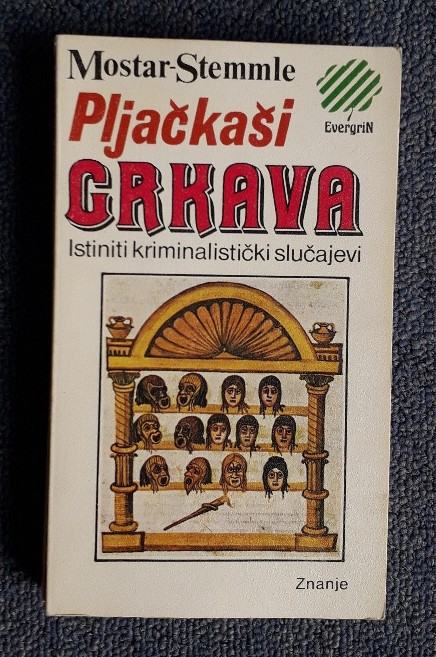 Mostar-Stemmle
EvergriN
Pljačkaši
CRKAVA
Istiniti kriminalistički slučajevi
Znanje